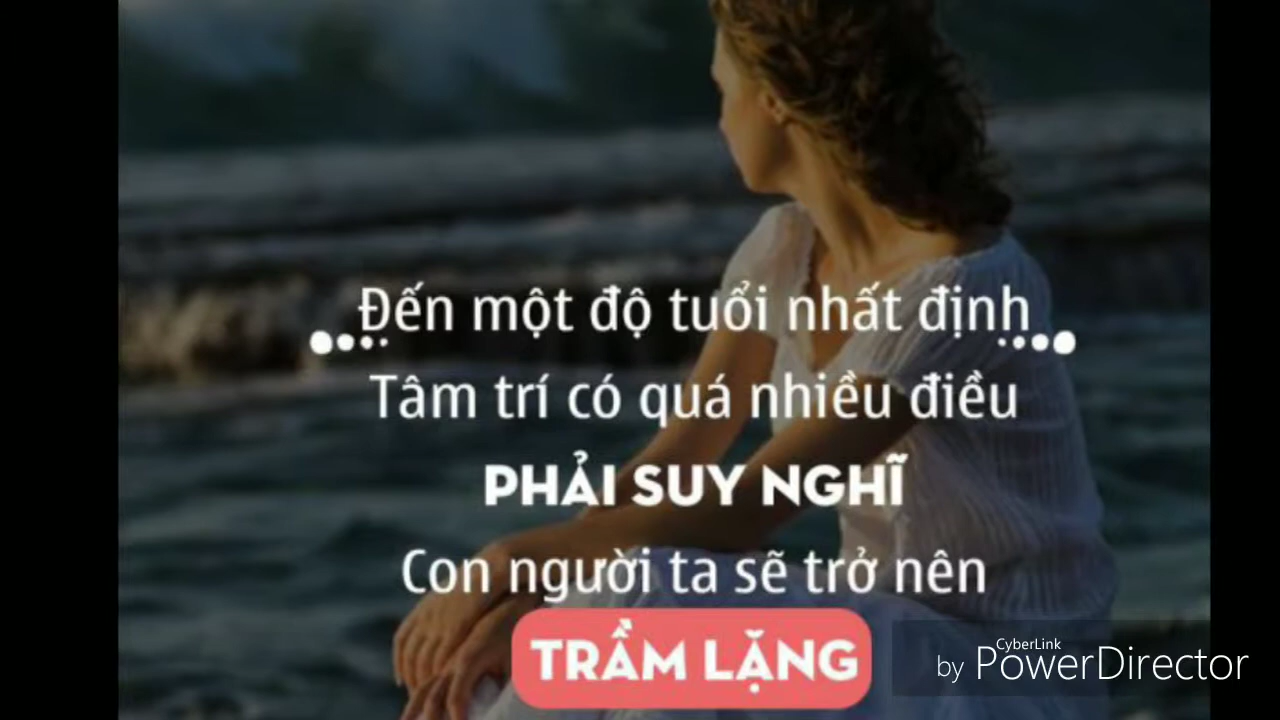 Đến một độ tuổi nhất định
Tâm trí có quá nhiều điều
PHẢI SUY NGHĨ
Con người ta sẽ trở nên
TRẦM LẶNG
CyberLink
by PowerDirector